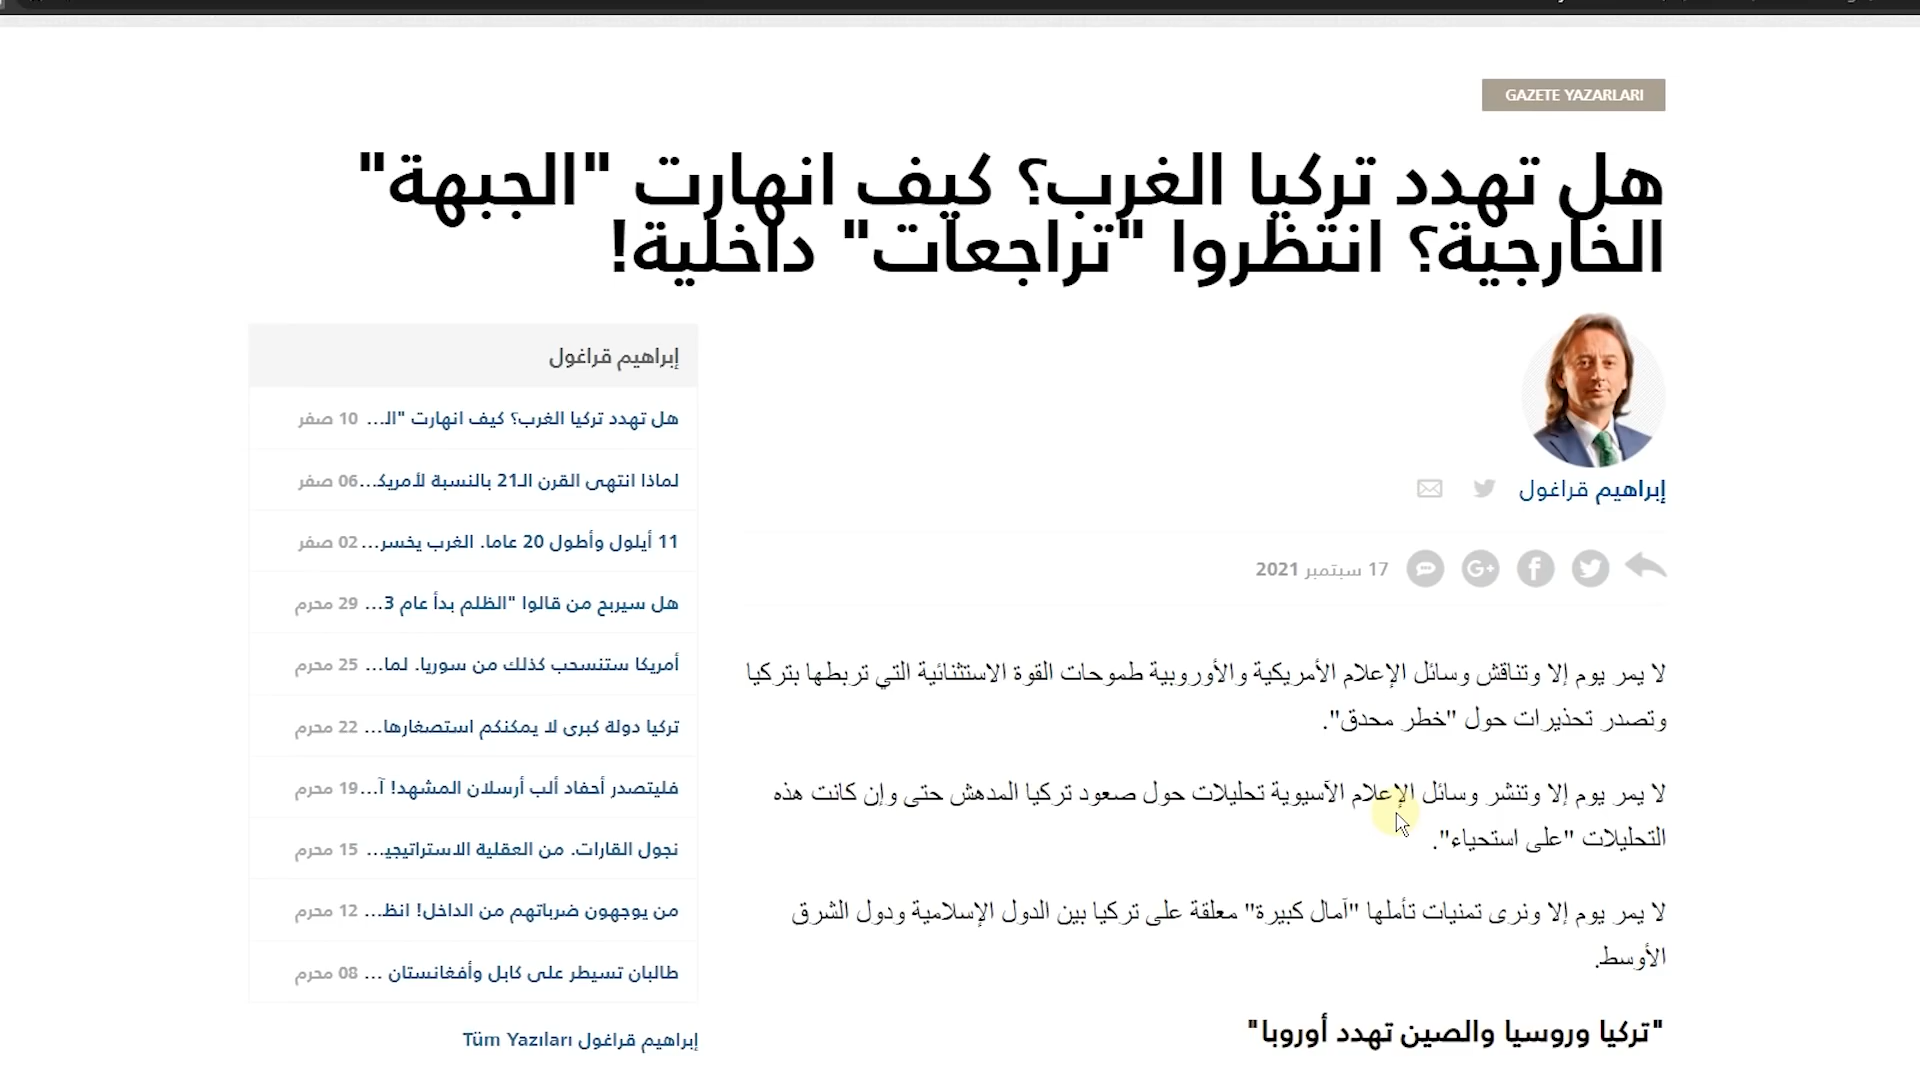 GAZETE YAZARLARI
هل تهدد تركيا الغرب؟ كيف انهارت "الجبهة"
الخارجية؟ انتظروا "تراجعات" داخلية!
إبراهيم قراغول
17 سبتمبر 2021
لا يمر يوم إلا وتناقش وسائل الإعلام الأمريكية والأوروبية طموحات القوة الاستثنائية التي تربطها بتركيا
وتصدر تحذيرات حول "خطر محدق".
لا يمر يوم إلا وتنشر وسائل الإعلام الآسيوية تحليلات حول صعود تركيا المدهش حتى وإن كانت هذه
التحليلات "على استحياء".
لا يمر يوم إلا ونرى تمنيات تأملها "آمال كبيرة" معلقة على تركيا بين الدول الإسلامية ودول الشرق
الأوسط.
"تركيا وروسيا والصين تهدد أوروبا"
إبراهيم قراغول
هل تهدد تركيا الغرب؟ كيف انهارت "الـ... 10 صفر
لماذا انتهى القرن الـ21 بالنسبة لأمريكـ... 06 صفر
11 أيلول وأطول 20 عاما. الغرب يخسر... 02 صفر
هل سيربح من قالوا "الظلم بدأ عام 3... 29 محرم
أمريكا ستنسحب كذلك من سوريا. لما... 25 محرم
تركيا دولة كبرى لا يمكنكم استصغارها... 22 محرم
فليتصدر أحفاد ألب أرسلان المشهد! آ... 19 محرم
نجول القارات. من العقلية الاستراتيجيـ... 15 محرم
من يوجهون ضرباتهم من الداخل! انظـ... 12 محرم
طالبان تسيطر على كابل وأفغانستان ... 08 محرم
إبراهيم قراغول Tüm Yazıları